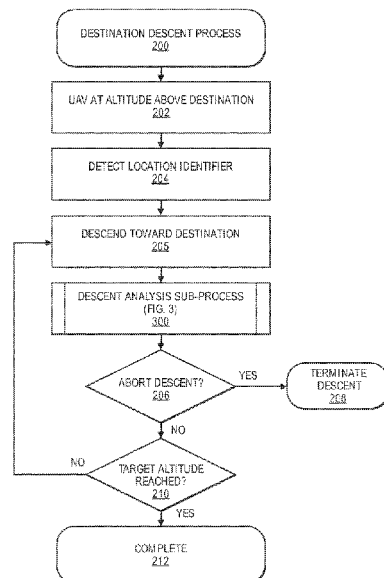 DESTINATION DESCENT PROCESS
200
UAV AT ALTITUDE ABOVE DESTINATION
202
DETECT LOCATION IDENTIFIER
204
DESCEND TOWARD DESTINATION
205
DESCENT ANALYSIS SUB-PROCESS
(FIG. 3)
300
ABORT DESCENT?
206
YES
TERMINATE
DESCENT
208
NO
TARGET ALTITUDE
REACHED?
210
NO
YES
COMPLETE
212